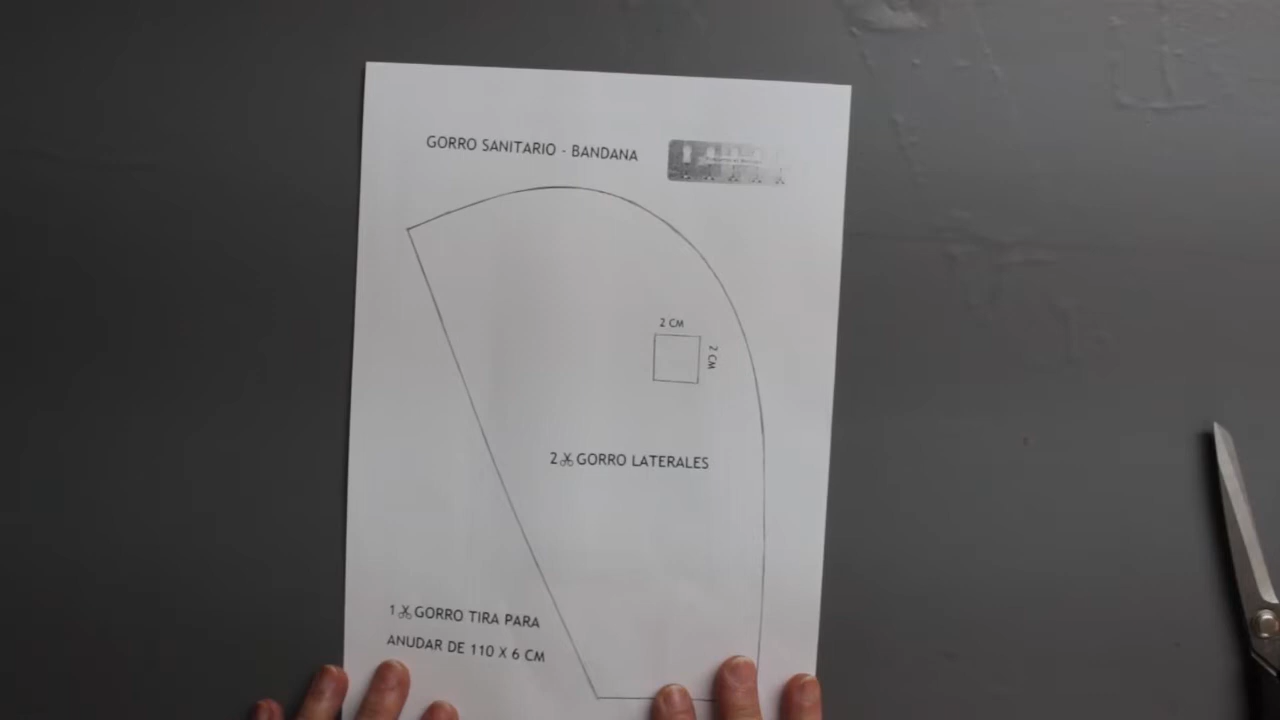 GORRO SANITARIO - BANDANA
2 CM
2 CM
2 GORRO LATERALES
1 GORRO TIRA PARA
ANUDAR DE 110 X 6 CM